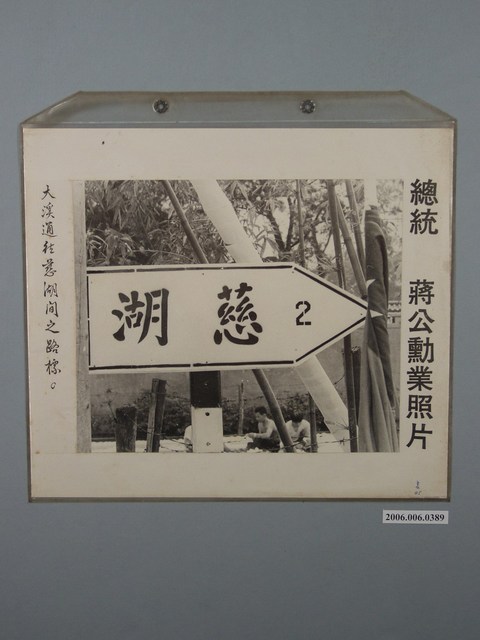 總統 蔣公勳業照片
慈湖
2
大溪通往慈湖間之路標。
2006.006.0389